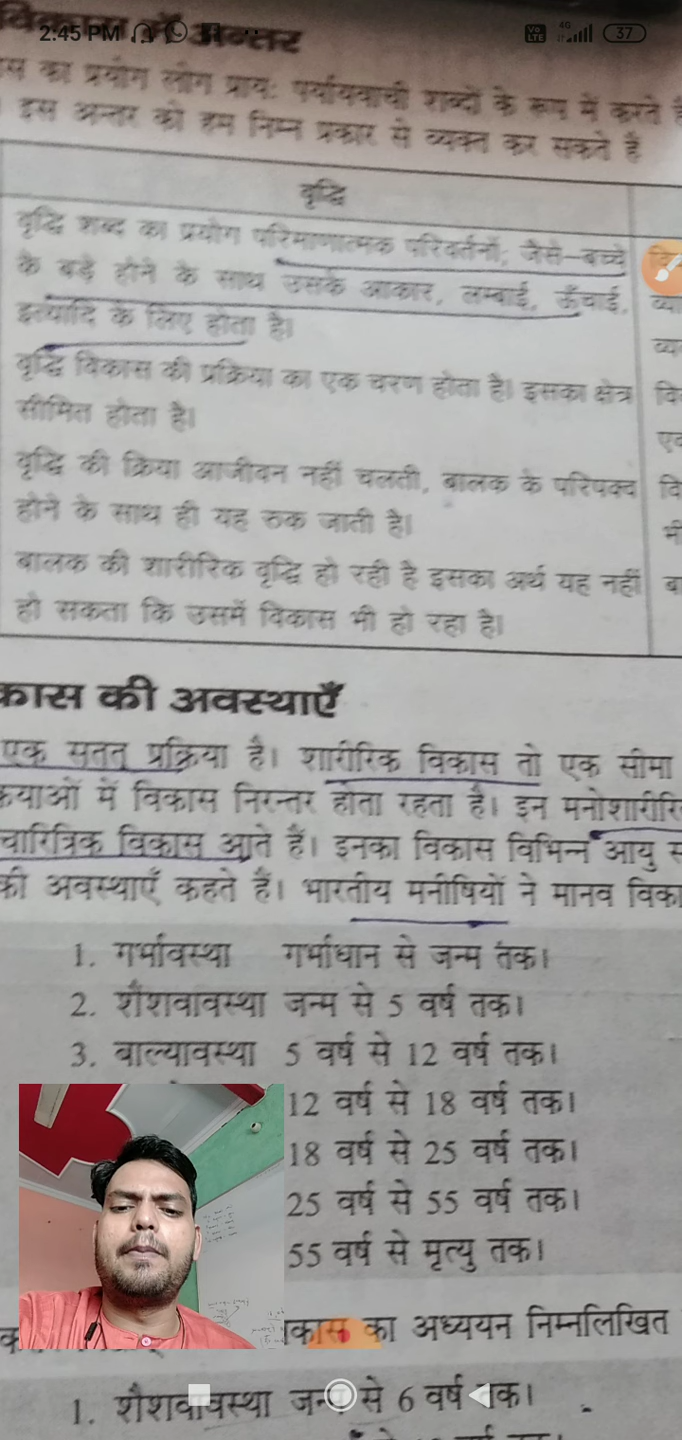 2:45 PM
4G
37
विकास में अन्तर
स का प्रयोग लोग प्राय: पर्यायवाची शब्दों के रूप में करते
इस अन्तर को हम निम्न प्रकार से व्यक्त कर सकते हैं
वृद्धि
वृद्धि शब्द का प्रयोग परिमाणात्मक परिवर्तनों; जैसे–बच्चे
के बड़े होने के साथ उसके आकार, लम्बाई, ऊँचाई,
इत्यादि के लिए होता है।
वृद्धि विकास की प्रक्रिया का एक चरण होता है। इसका क्षेत्र
सीमित होता है।
वृद्धि की क्रिया आजीवन नहीं चलती, बालक के परिपक्व
होने के साथ ही यह रुक जाती है।
बालक की शारीरिक वृद्धि हो रही है इसका अर्थ यह नहीं
हो सकता कि उसमें विकास भी हो रहा है।
कास की अवस्थाएँ
एक सतत् प्रक्रिया है। शारीरिक विकास तो एक सीमा
क्रयाओं में विकास निरन्तर होता रहता है। इन मनोशारीरि
चारित्रिक विकास आते हैं। इनका विकास विभिन्न आयु स
की अवस्थाएँ कहते हैं। भारतीय मनीषियों ने मानव विका
1. गर्भावस्था गर्भाधान से जन्म तक।
2. शैशवावस्था जन्म से 5 वर्ष तक।
3. बाल्यावस्था 5 वर्ष से 12 वर्ष तक।
12 वर्ष से 18 वर्ष तक।
18 वर्ष से 25 वर्ष तक।
25 वर्ष से 55 वर्ष तक।
55 वर्ष से मृत्यु तक।
कास का अध्ययन निम्नलिखित
1. शैशवावस्था जन्म से 6 वर्ष तक।